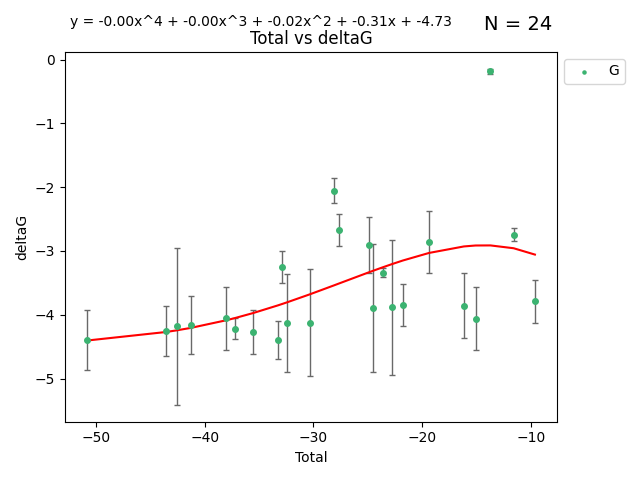 y = -0.00x^4 + -0.00x^3 + -0.02x^2 + -0.31x + -4.73
N = 24
Total vs deltaG
G
0
−1
−2
−3
−4
−5
deltaG
−50 −40 −30 −20 −10
Total